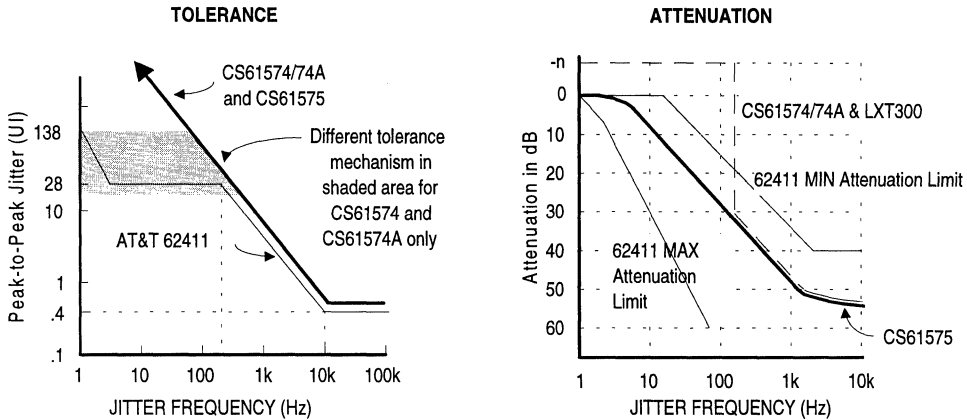 TOLERANCE
CS61574/74A
and CS61575
Different tolerance
mechanism in
shaded area for
CS61574 and
CS61574A only
AT&T 62411
Peak-to-Peak Jitter (UI)
138
28
10
1
.4
.1
1
10
100
1k
10k
100k
JITTER FREQUENCY (Hz)
ATTENUATION
-n
0
10
20
30
40
50
60
Attenuation in dB
CS61574/74A & LXT300
62411 MIN Attenuation Limit
62411 MAX
Attenuation
Limit
CS61575
1
10
100
1k
10k
JITTER FREQUENCY (Hz)